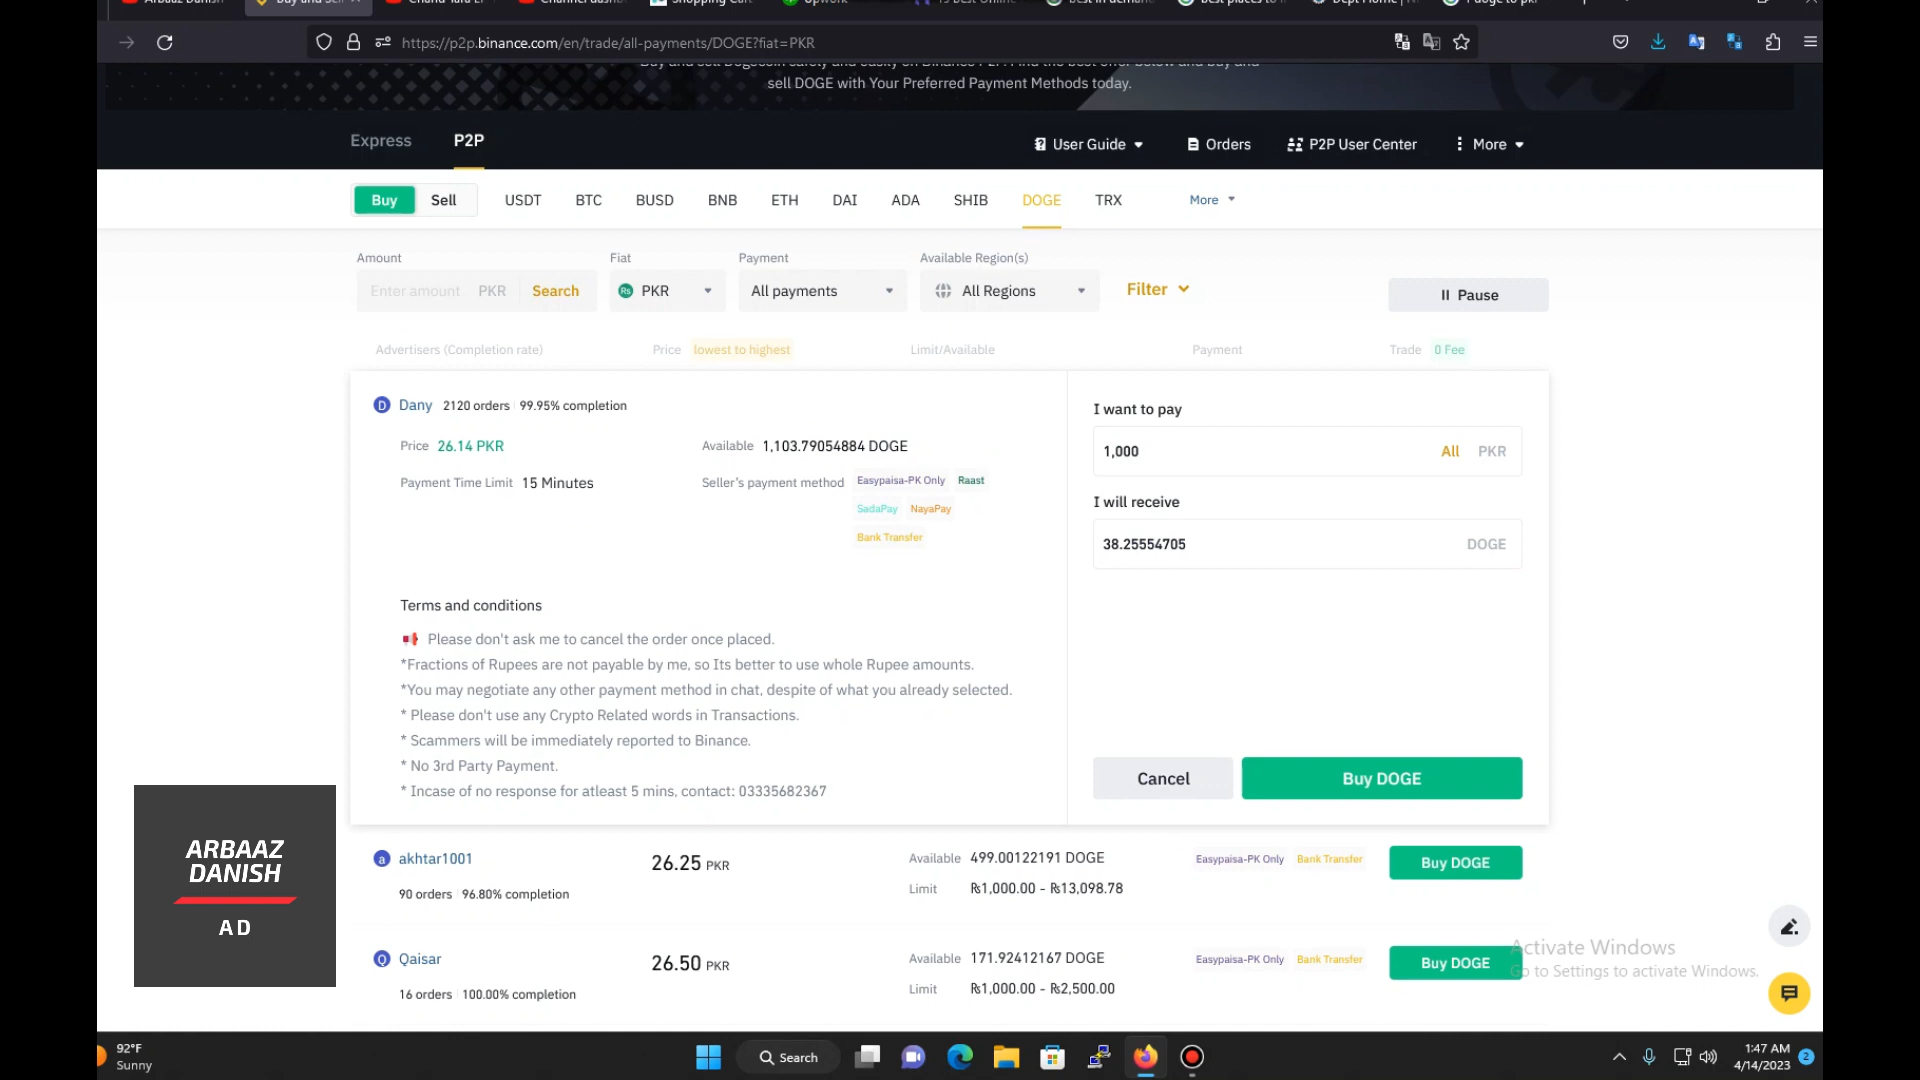 https://p2p.binance.com/en/trade/all-payments/DOGE?fiat=PKR
sell DOGE with Your Preferred Payment Methods today.
Express P2P User Guide Orders P2P User Center More
Buy Sell USDT BTC BUSD BNB ETH DAI ADA SHIB DOGE TRX More
Amount Fiat Payment Available Region(s)
Enter amount PKR Search Rs PKR All payments All Regions Filter Pause
Advertisers (Completion rate) Price lowest to highest Limit/Available Payment Trade 0 Fee
D Dany 2120 orders 99.95% completion
Price 26.14 PKR Available 1,103.79054884 DOGE
Payment Time Limit 15 Minutes Seller's payment method Easypaisa-PK Only Raast
SadaPay NayaPay
Bank Transfer
Terms and conditions
Please don't ask me to cancel the order once placed.
*Fractions of Rupees are not payable by me, so Its better to use whole Rupee amounts.
*You may negotiate any other payment method in chat, despite of what you already selected.
* Please don't use any Crypto Related words in Transactions.
* Scammers will be immediately reported to Binance.
* No 3rd Party Payment.
* Incase of no response for atleast 5 mins, contact: 03335682367
I want to pay
1,000 All PKR
I will receive
38.25554705 DOGE
Cancel Buy DOGE
a akhtar1001 26.25 PKR Available 499.00122191 DOGE Easypaisa-PK Only Bank Transfer Buy DOGE
90 orders 96.80% completion Limit ₨1,000.00 - ₨13,098.78
Q Qaisar 26.50 PKR Available 171.92412167 DOGE Easypaisa-PK Only Bank Transfer Buy DOGE
16 orders 100.00% completion Limit ₨1,000.00 - ₨2,500.00
ARBAAZ
DANISH
AD
Activate Windows
Go to Settings to activate Windows.
92°F
Sunny
Search
1:47 AM
4/14/2023
2